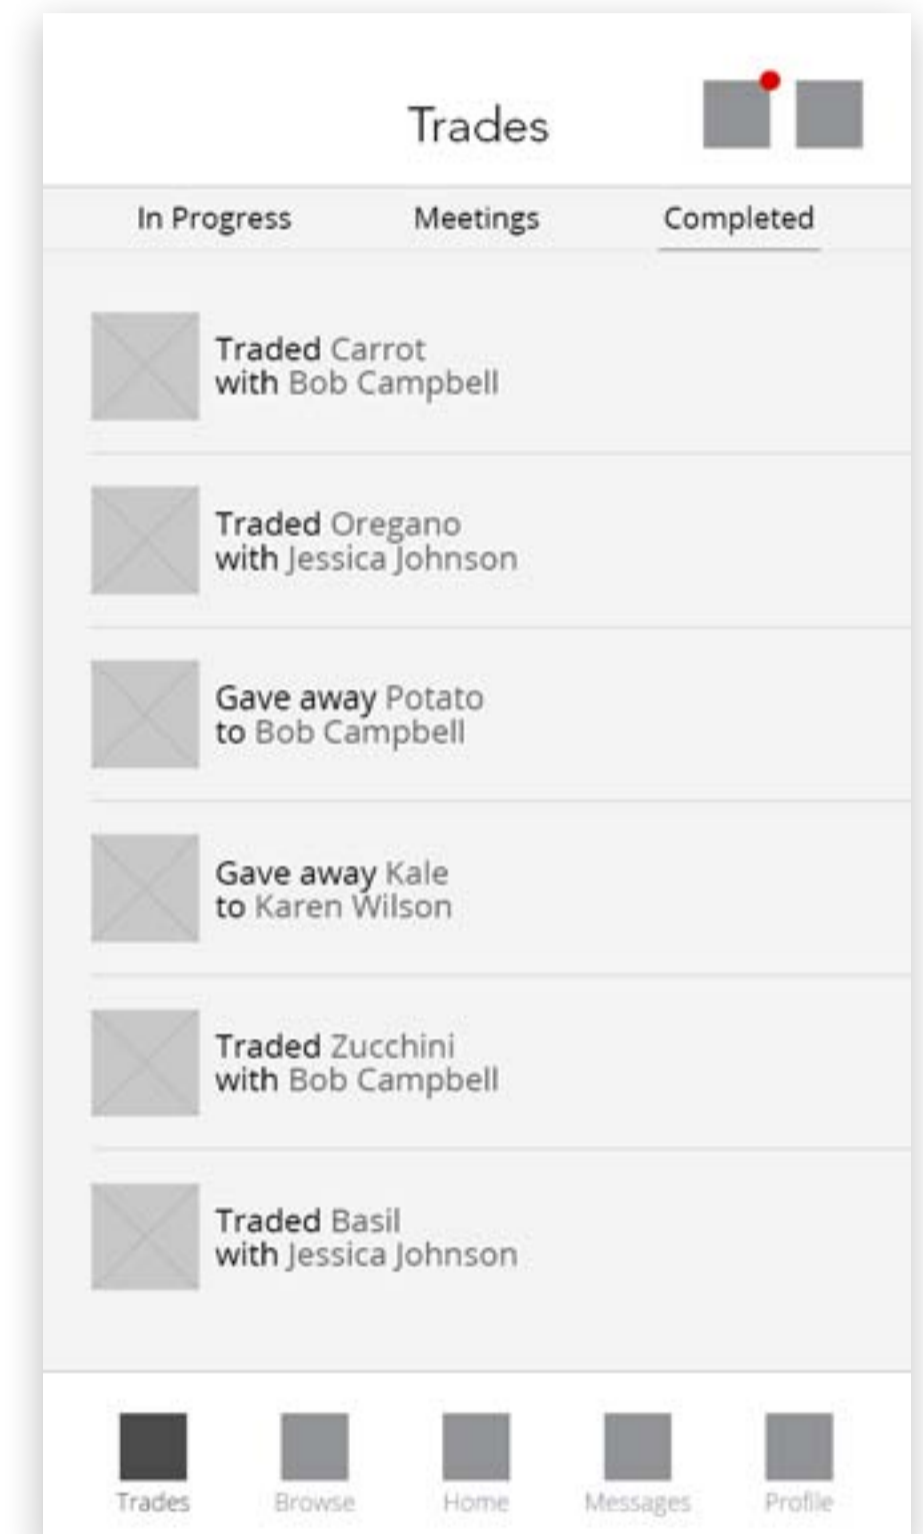 Trades
In Progress Meetings Completed
Traded Carrot
with Bob Campbell
Traded Oregano
with Jessica Johnson
Gave away Potato
to Bob Campbell
Gave away Kale
to Karen Wilson
Traded Zucchini
with Bob Campbell
Traded Basil
with Jessica Johnson
Trades Browse Home Messages Profile